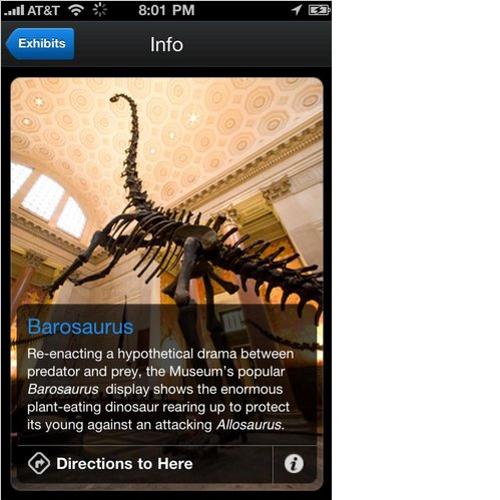 AT&T 8:01 PM
Exhibits Info
Barosaurus
Re-enacting a hypothetical drama between
predator and prey, the Museum's popular
Barosaurus display shows the enormous
plant-eating dinosaur rearing up to protect
its young against an attacking Allosaurus.
Directions to Here
i